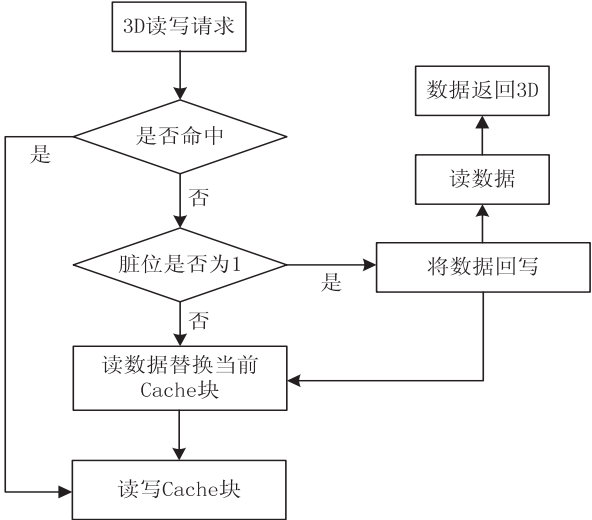 3D读写请求
数据返回3D
是否命中
是
读数据
否
脏位是否为1
将数据回写
是
否
读数据替换当前
Cache块
读写Cache块